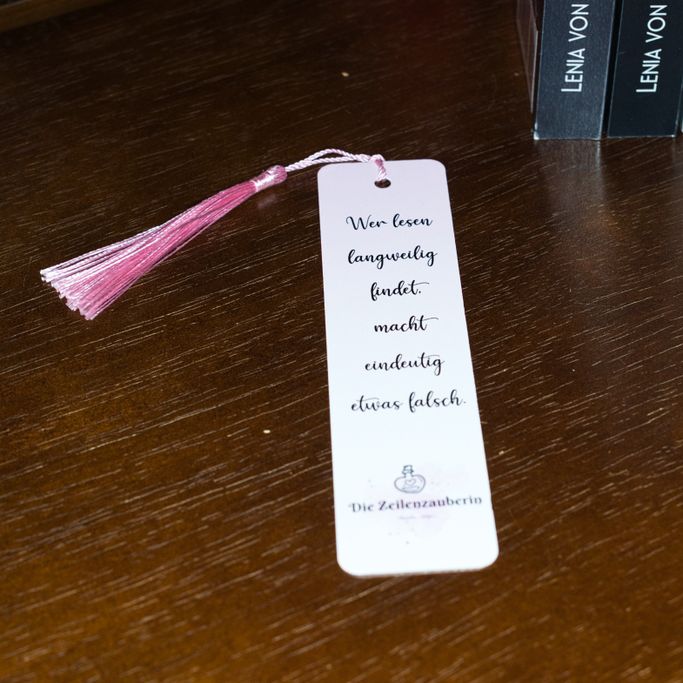 LENIA VON
LENIA VON
Wer lesen
langweilig
findet,
macht
eindeutig
etwas falsch.
Die Zeilenzauberin